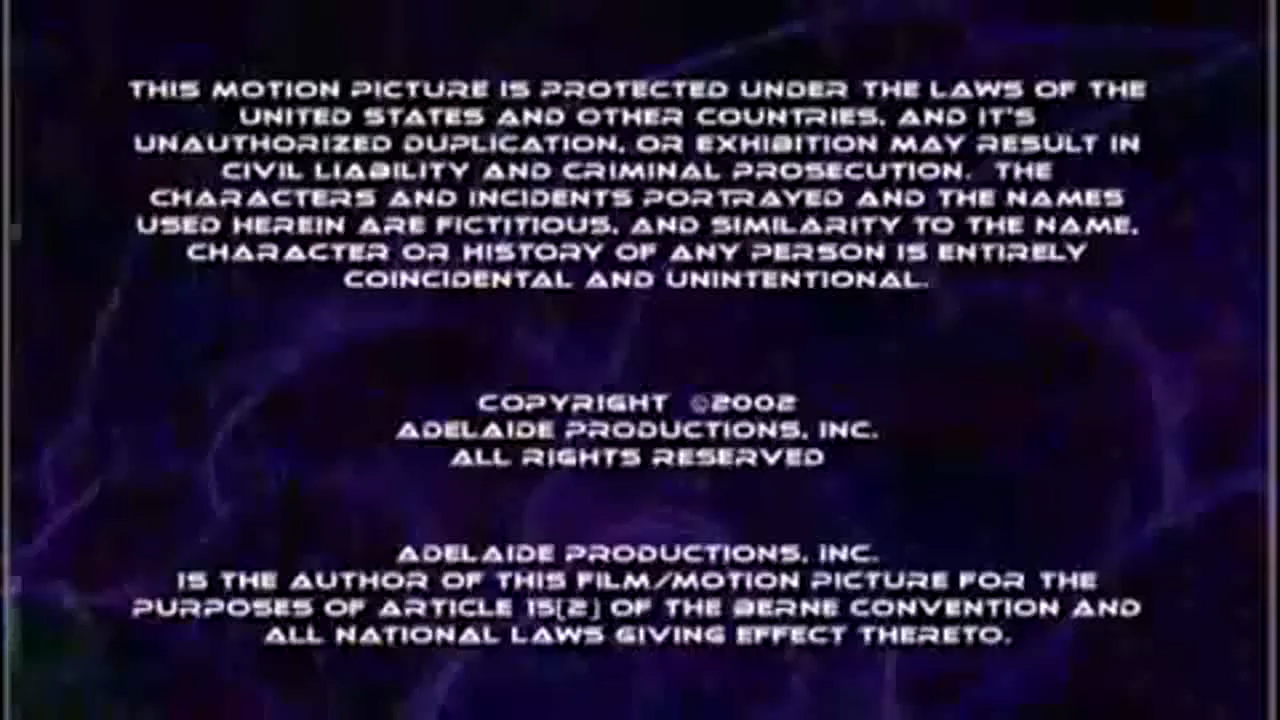 THIS MOTION PICTURE IS PROTECTED UNDER THE LAWS OF THE
UNITED STATES AND OTHER COUNTRIES, AND IT'S
UNAUTHORIZED DUPLICATION, OR EXHIBITION MAY RESULT IN
CIVIL LIABILITY AND CRIMINAL PROSECUTION.  THE
CHARACTERS AND INCIDENTS PORTRAYED AND THE NAMES
USED HEREIN ARE FICTITIOUS, AND SIMILARITY TO THE NAME,
CHARACTER OR HISTORY OF ANY PERSON IS ENTIRELY
COINCIDENTAL AND UNINTENTIONAL.
COPYRIGHT ©2002
ADELAIDE PRODUCTIONS, INC.
ALL RIGHTS RESERVED
ADELAIDE PRODUCTIONS, INC.
IS THE AUTHOR OF THIS FILM/MOTION PICTURE FOR THE
PURPOSES OF ARTICLE 15(2) OF THE BERNE CONVENTION AND
ALL NATIONAL LAWS GIVING EFFECT THERETO.